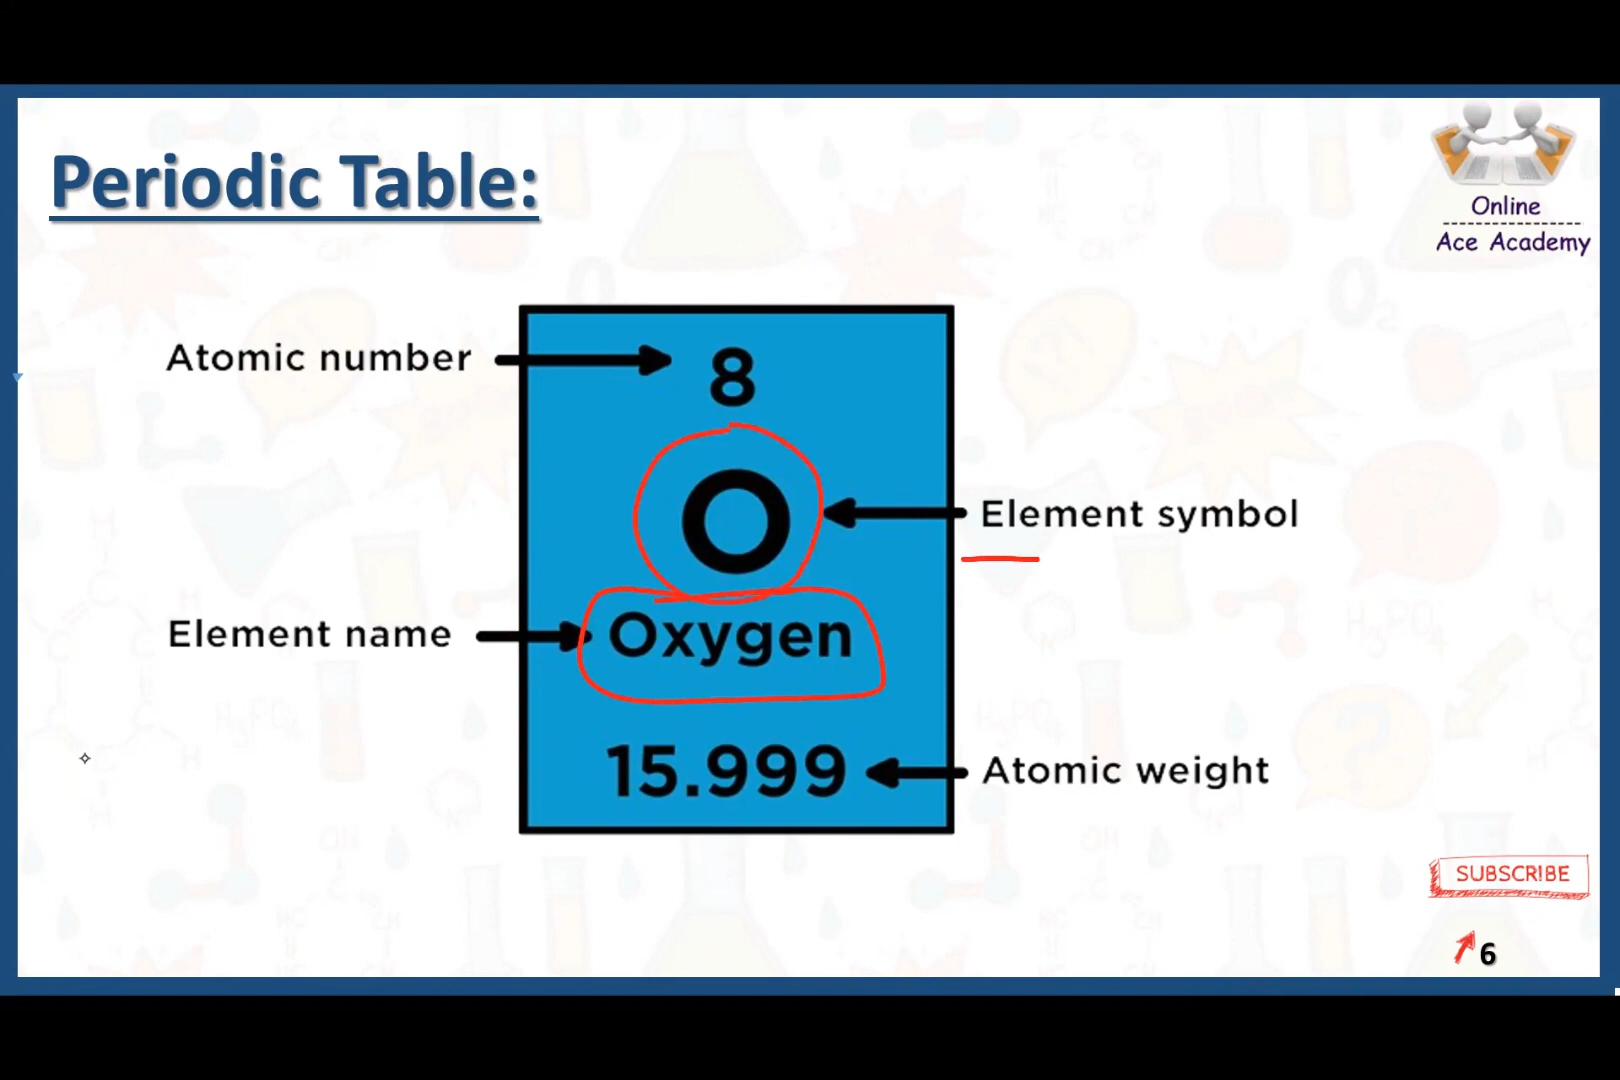 Periodic Table:
Online
Ace Academy
Atomic number
8
O
Element symbol
Element name
Oxygen
15.999
Atomic weight
SUBSCRIBE
6